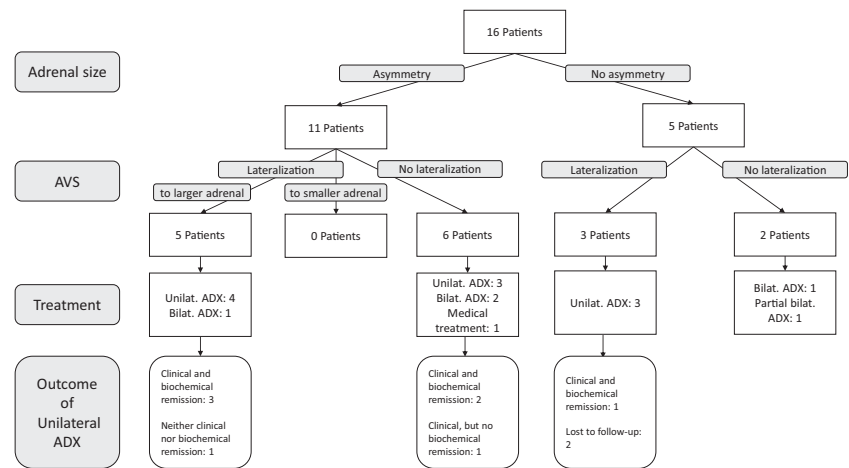 16 Patients
Adrenal size
Asymmetry
No asymmetry
11 Patients
5 Patients
AVS
Lateralization
No lateralization
Lateralization
No lateralization
to larger adrenal
to smaller adrenal
5 Patients
0 Patients
6 Patients
3 Patients
2 Patients
Treatment
Unilat. ADX: 4
Bilat. ADX: 1
Unilat. ADX: 3
Bilat. ADX: 2
Medical
treatment: 1
Unilat. ADX: 3
Bilat. ADX: 1
Partial bilat.
ADX: 1
Outcome
of
Unilateral
ADX
Clinical and
biochemical
remission: 3
Neither clinical
nor biochemical
remission: 1
Clinical and
biochemical
remission: 2
Clinical, but no
biochemical
remission: 1
Clinical and
biochemical
remission: 1
Lost to follow-up:
2